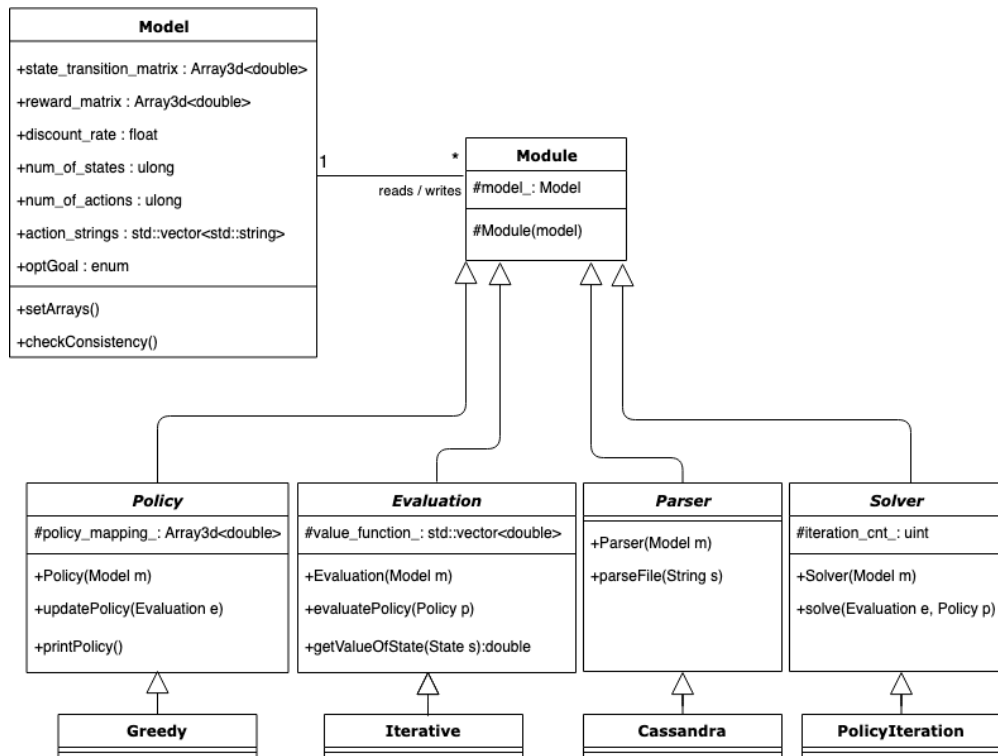 Model
+state_transition_matrix : Array3d<double>
+reward_matrix : Array3d<double>
+discount_rate : float
+num_of_states : ulong
+num_of_actions : ulong
+action_strings : std::vector<std::string>
+optGoal : enum
+setArrays()
+checkConsistency()
1
*
reads / writes
Module
#model_: Model
#Module(model)
Policy
#policy_mapping_: Array3d<double>
+Policy(Model m)
+updatePolicy(Evaluation e)
+printPolicy()
Evaluation
#value_function_: std::vector<double>
+Evaluation(Model m)
+evaluatePolicy(Policy p)
+getValueOfState(State s):double
Parser
+Parser(Model m)
+parseFile(String s)
Solver
#iteration_cnt_: uint
+Solver(Model m)
+solve(Evaluation e, Policy p)
Greedy
Iterative
Cassandra
PolicyIteration